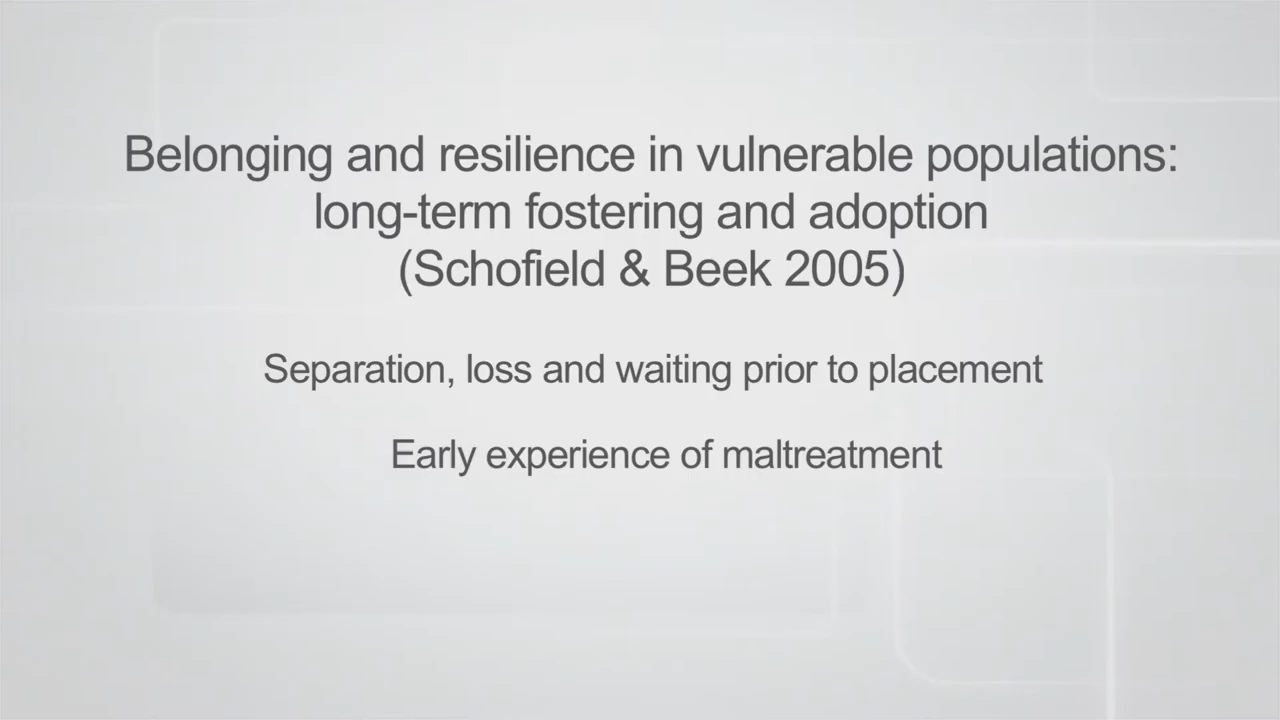 Belonging and resilience in vulnerable populations:
long-term fostering and adoption
(Schofield & Beek 2005)
Separation, loss and waiting prior to placement
Early experience of maltreatment